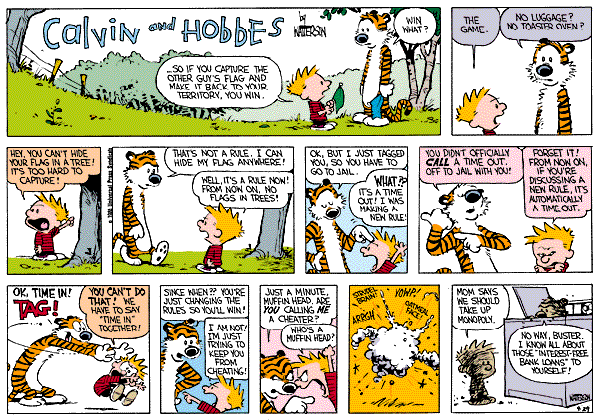 Calvin and HOBBES
by
WATTERSON
...SO IF YOU CAPTURE THE
OTHER GUY'S FLAG AND
MAKE IT BACK TO YOUR
TERRITORY, YOU WIN.
WIN
WHAT?
THE
GAME.
NO LUGGAGE?
NO TOASTER OVEN?
HEY, YOU CAN'T HIDE
YOUR FLAG IN A TREE!
IT'S TOO HARD TO
CAPTURE!
THAT'S NOT A RULE. I CAN
HIDE MY FLAG ANYWHERE!
WELL, IT'S A RULE NOW!
FROM NOW ON, NO
FLAGS IN TREES!
OK, BUT I JUST TAGGED
YOU, SO YOU HAVE TO
GO TO JAIL.
WHAT??
IT'S A TIME
OUT! I WAS
MAKING A
NEW RULE!
YOU DIDN'T OFFICIALLY
CALL A TIME OUT.
OFF TO JAIL WITH YOU!
FORGET IT!
FROM NOW ON,
IF YOU'RE
DISCUSSING A
NEW RULE, IT'S
AUTOMATICALLY
A TIME OUT.
OK, TIME IN!
TAG!
YOU CAN'T DO
THAT! WE
HAVE TO SAY
"TIME IN"
TOGETHER!
SINCE WHEN?? YOU'RE
JUST CHANGING THE
RULES SO YOU'LL WIN!
I'M NOT!
I'M JUST
TRYING TO
KEEP YOU
FROM
CHEATING!
JUST A MINUTE,
MUFFIN HEAD. ARE
YOU CALLING ME
A CHEATER?
WHO'S A
MUFFIN HEAD?
YOWP!
OATMEAL
FACE!
MOM SAYS
WE SHOULD
TAKE UP
MONOPOLY.
NO WAY, BUSTER.
I KNOW ALL ABOUT
THOSE "INTEREST-FREE
BANK LOANS" TO
YOURSELF!
WATTERSON